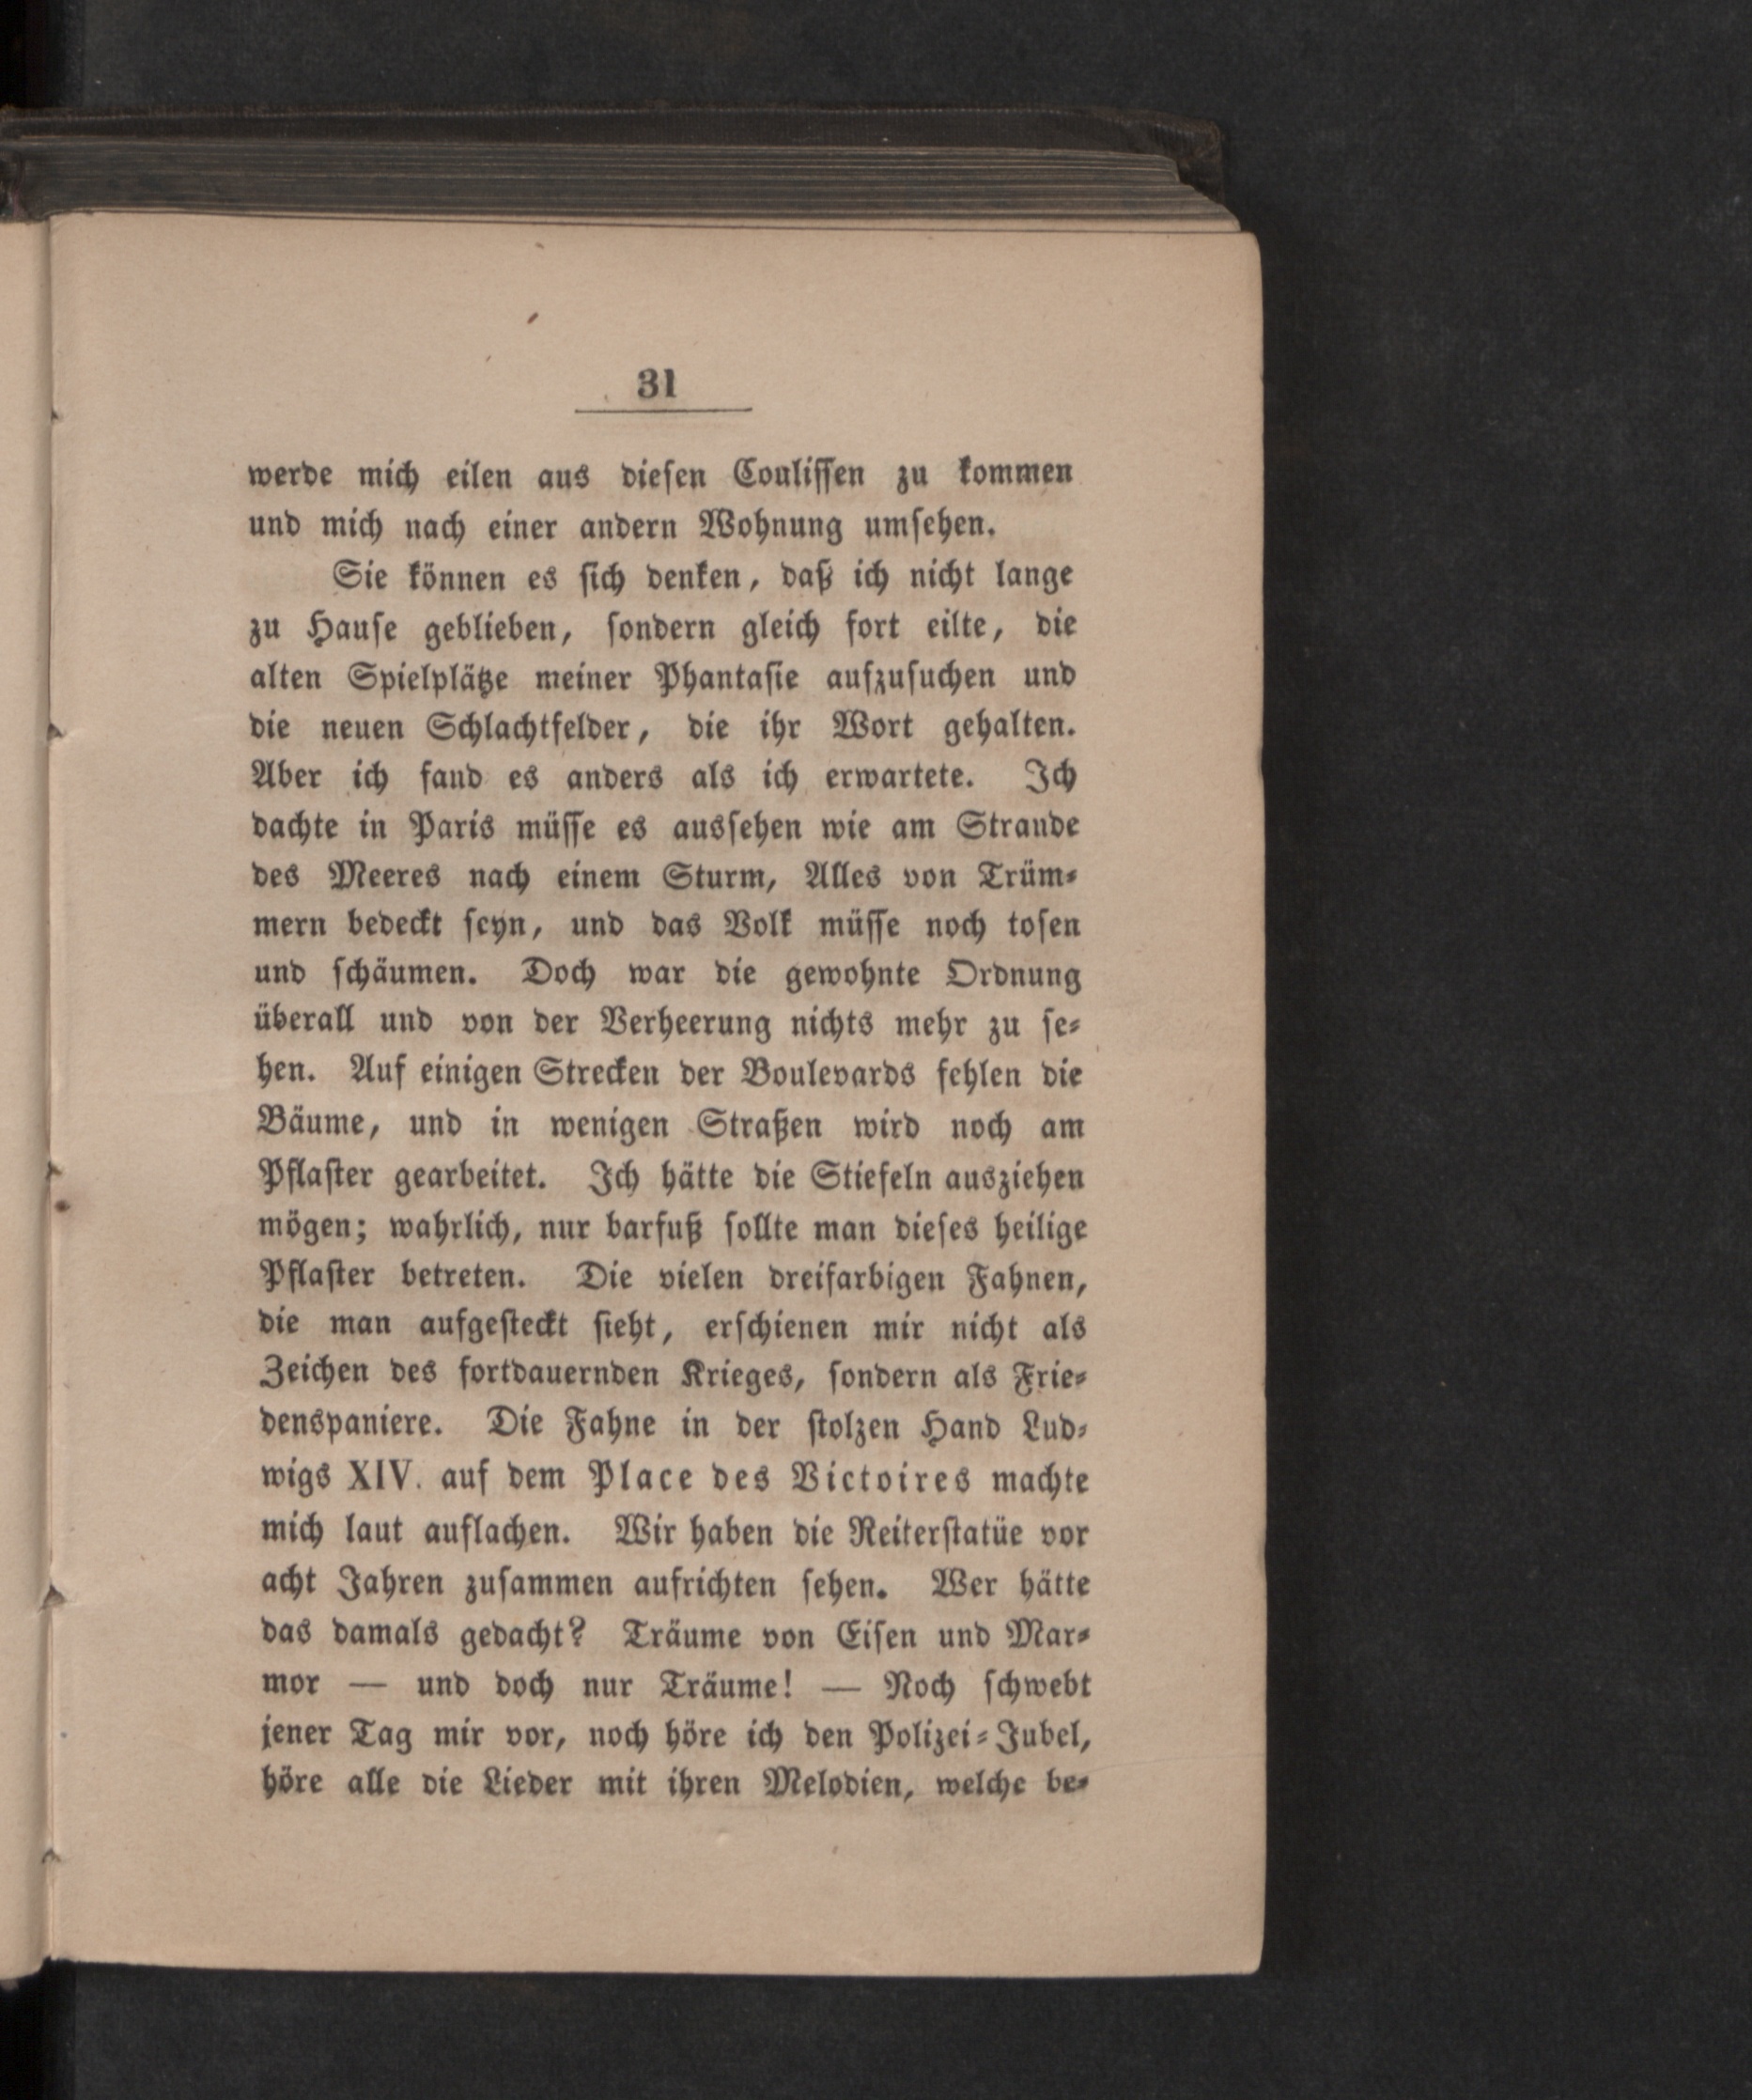 31
werde mich eilen aus dieſen Couliſſen zu kommen
und mich nach einer andern Wohnung umſehen.
Sie können es ſich denken, daß ich nicht lange
zu Hauſe geblieben, ſondern gleich fort eilte, die
alten Spielplätze meiner Phantaſie aufzuſuchen und
die neuen Schlachtfelder, die ihr Wort gehalten.
Aber ich fand es anders als ich erwartete. Ich
dachte in Paris müſſe es ausſehen wie am Strande
des Meeres nach einem Sturm, Alles von Trüm⸗
mern bedeckt ſeyn, und das Volk müſſe noch toſen
und ſchäumen. Doch war die gewohnte Ordnung
überall und von der Verheerung nichts mehr zu ſe⸗
hen. Auf einigen Strecken der Boulevards fehlen die
Bäume, und in wenigen Straßen wird noch am
Pflaſter gearbeitet. Ich hätte die Stiefeln ausziehen
mögen; wahrlich, nur barfuß ſollte man dieſes heilige
Pflaſter betreten. Die vielen dreifarbigen Fahnen,
die man aufgeſteckt ſieht, erſchienen mir nicht als
Zeichen des fortdauernden Krieges, ſondern als Frie⸗
denspaniere. Die Fahne in der ſtolzen Hand Lud⸗
wigs XIV. auf dem Place des Victoires machte
mich laut auflachen. Wir haben die Reiterſtatüe vor
acht Jahren zuſammen aufrichten ſehen. Wer hätte
das damals gedacht? Träume von Eiſen und Mar⸗
mor — und doch nur Träume! — Noch ſchwebt
jener Tag mir vor, noch höre ich den Polizei⸗Jubel,
höre alle die Lieder mit ihren Melodien, welche be⸗